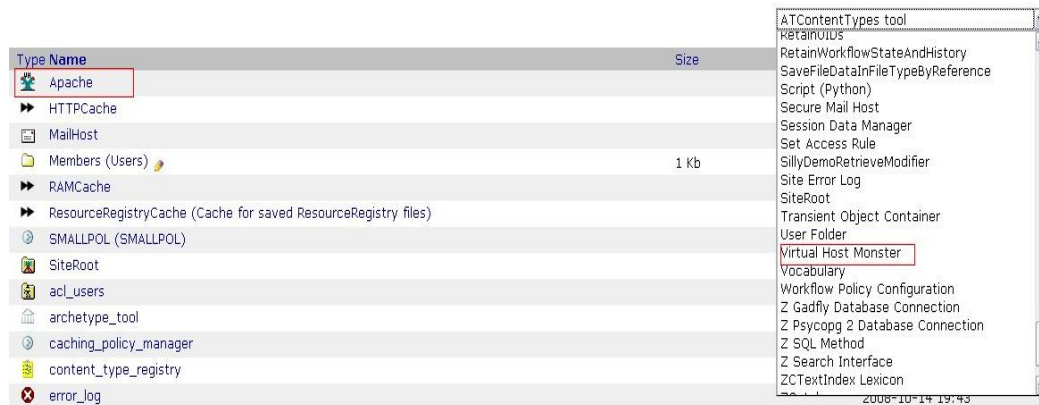 Type Name Size
Apache
HTTPCache
MailHost
Members (Users) 1 Kb
RAMCache
ResourceRegistryCache (Cache for saved ResourceRegistry files)
SMALLPOL (SMALLPOL)
SiteRoot
acl_users
archetype_tool
caching_policy_manager
content_type_registry
error_log
ATContentTypes tool
RetainUIDs
RetainWorkflowStateAndHistory
SaveFileDataInFileTypeByReference
Script (Python)
Secure Mail Host
Session Data Manager
Set Access Rule
SillyDemoRetrieveModifier
Site Error Log
SiteRoot
Transient Object Container
User Folder
Virtual Host Monster
Vocabulary
Workflow Policy Configuration
Z Gadfly Database Connection
Z Psycopg 2 Database Connection
Z SQL Method
Z Search Interface
ZCTextIndex Lexicon
2008-10-14 19:43